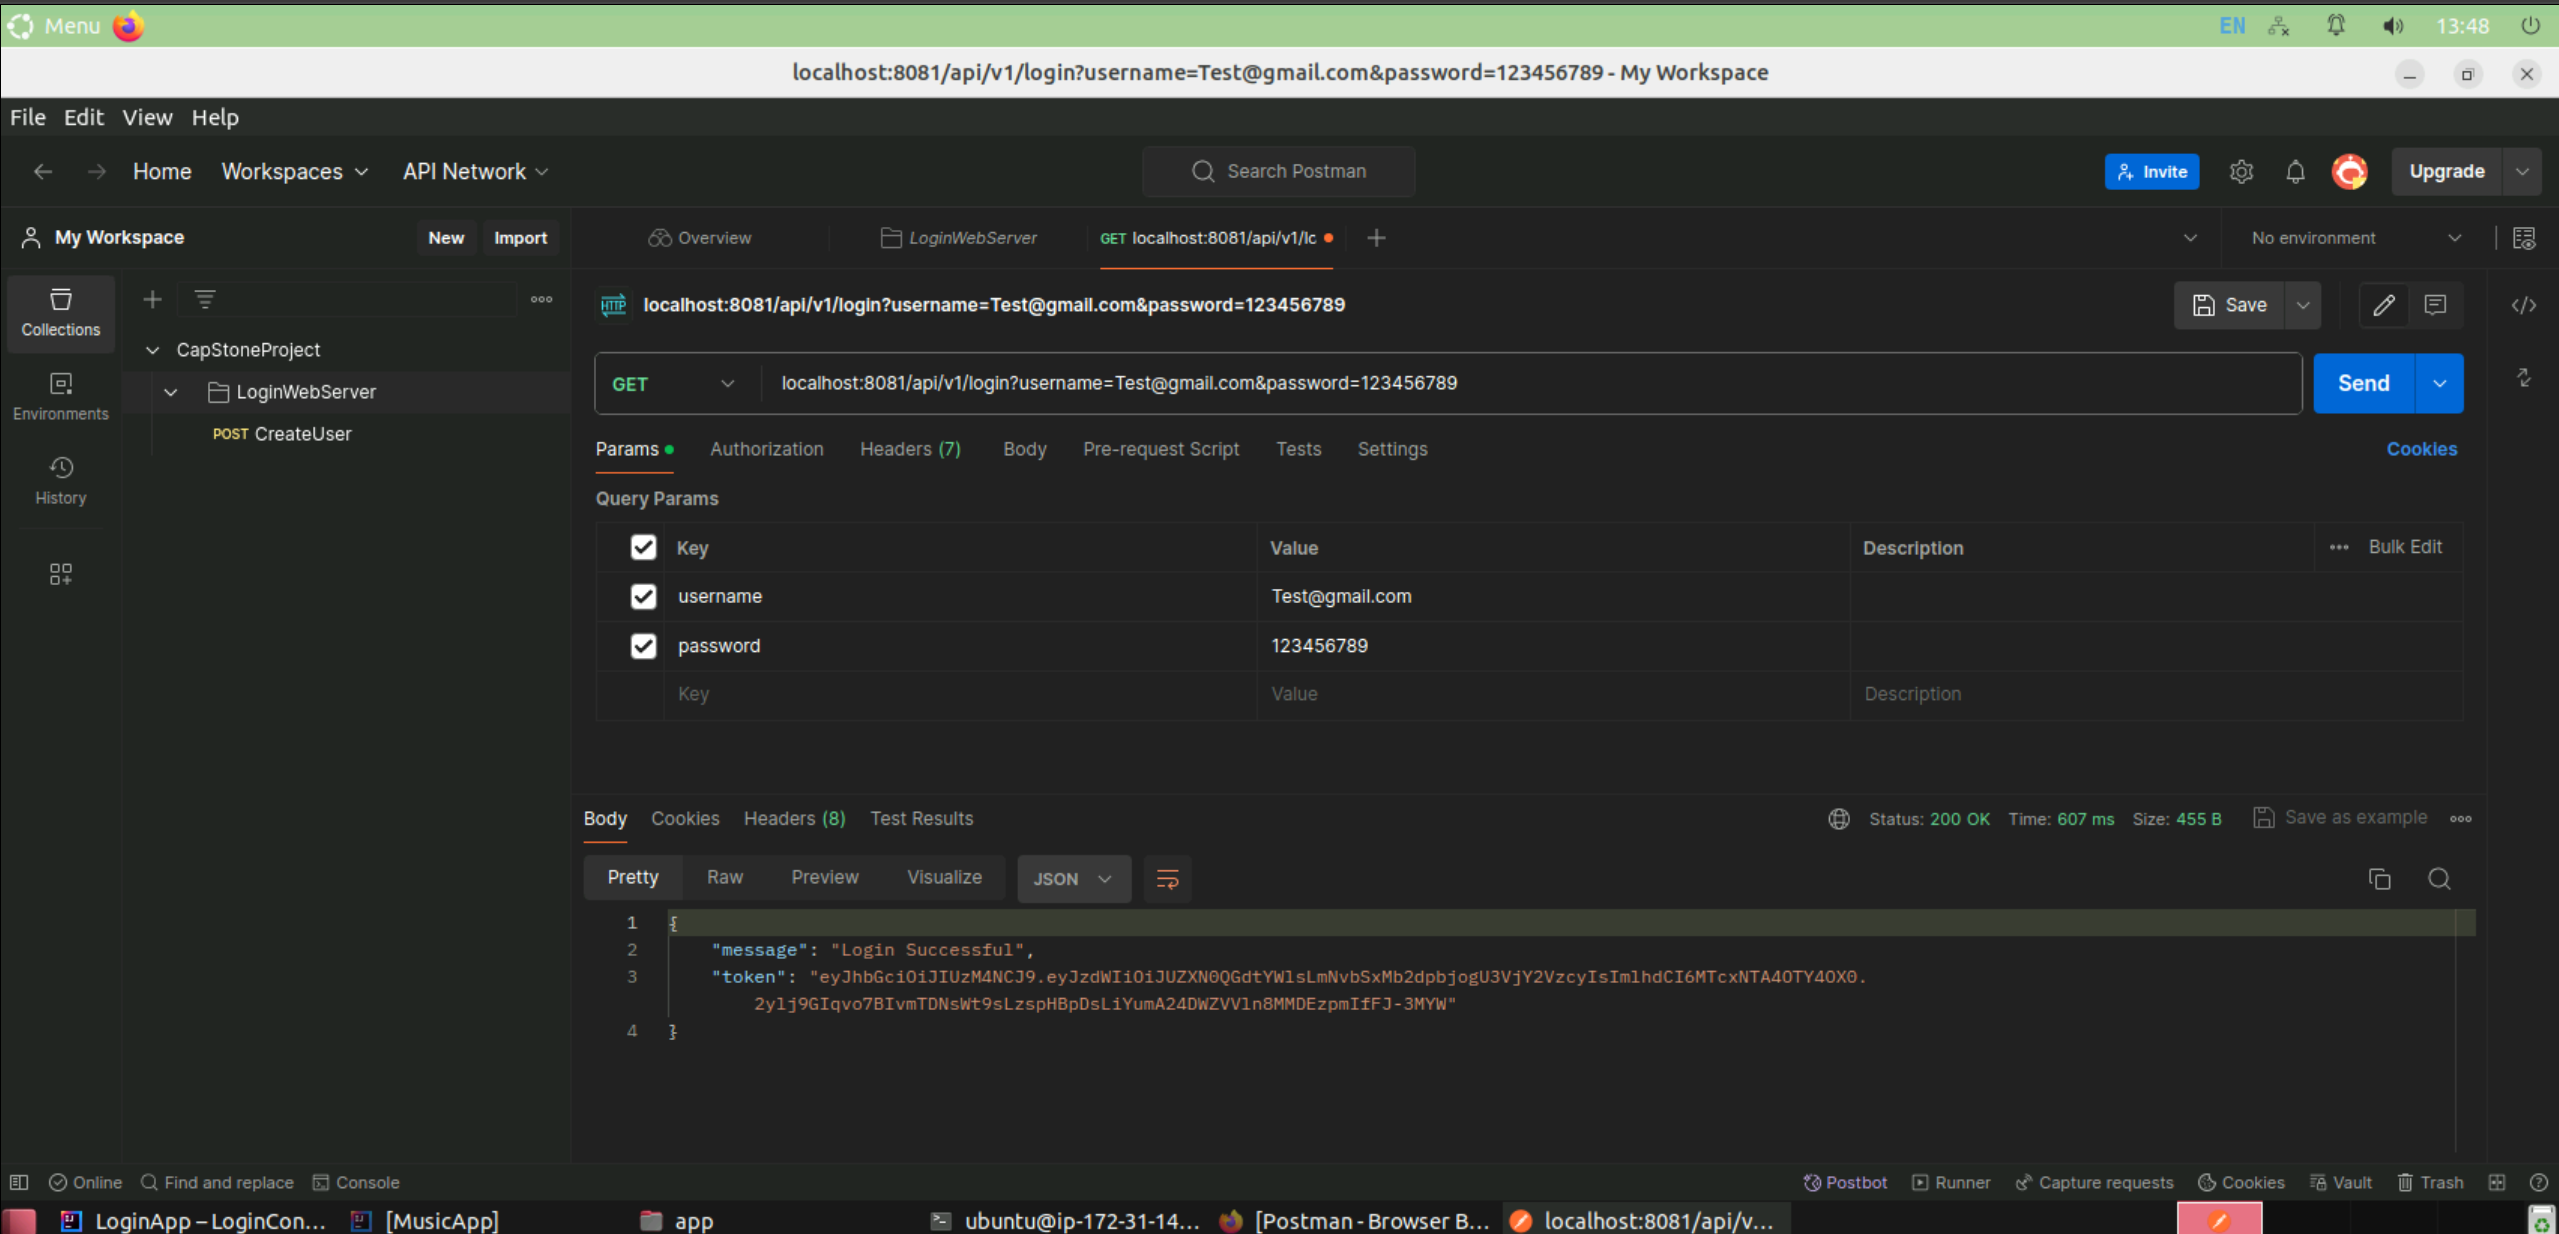 Menu
EN 13:48
localhost:8081/api/v1/login?username=Test@gmail.com&password=123456789 - My Workspace
File Edit View Help
Home Workspaces API Network
Search Postman
Invite
Upgrade
My Workspace
New Import
Overview
LoginWebServer
GET localhost:8081/api/v1/lc
No environment
Collections
Environments
History
CapStoneProject
LoginWebServer
POST CreateUser
HTTP localhost:8081/api/v1/login?username=Test@gmail.com&password=123456789
Save
GET localhost:8081/api/v1/login?username=Test@gmail.com&password=123456789
Send
Params Authorization Headers (7) Body Pre-request Script Tests Settings
Cookies
Query Params
Key Value Description Bulk Edit
username Test@gmail.com
password 123456789
Key Value Description
Body Cookies Headers (8) Test Results
Status: 200 OK Time: 607 ms Size: 455 B Save as example
Pretty Raw Preview Visualize JSON
1 {
2 "message": "Login Successful",
3 "token": "eyJhbGciOiJIUzM4NCJ9.eyJzdWIiOiJUZXN0QGdtYWlsLmNvbSxMb2dpbjogU3VjY2VzcyIsImlhdCI6MTcxNTA4OTY4OX0.
2ylj9GIqvo7BIvmTDNsWt9sLzspHBpDsLiYumA24DWZVVln8MMDEzpmIfFJ-3MYW"
4 }
Online Find and replace Console
Postbot Runner Capture requests Cookies Vault Trash
LoginApp – LoginCon... [MusicApp] app ubuntu@ip-172-31-14... [Postman - Browser B... localhost:8081/api/v...